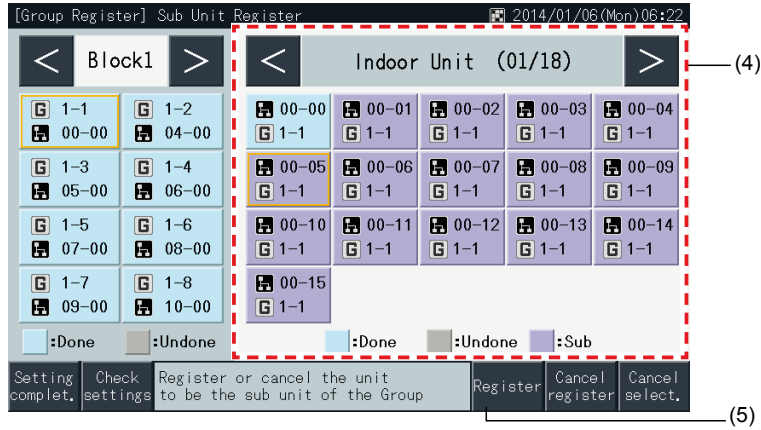 [Group Register] Sub Unit Register 2014/01/06(Mon)06:22
< Block1 >
< Indoor Unit (01/18) >
(4)
G 1-1 G 1-2
00-00 04-00
G 1-3 G 1-4
05-00 06-00
G 1-5 G 1-6
07-00 08-00
G 1-7 G 1-8
09-00 10-00
:Done :Undone
00-00 00-01 00-02 00-03 00-04
G 1-1 G 1-1 G 1-1 G 1-1 G 1-1
00-05 00-06 00-07 00-08 00-09
G 1-1 G 1-1 G 1-1 G 1-1 G 1-1
00-10 00-11 00-12 00-13 00-14
G 1-1 G 1-1 G 1-1 G 1-1 G 1-1
00-15
G 1-1
:Done :Undone :Sub
Setting
complet.
Check
settings
Register or cancel the unit
to be the sub unit of the Group
Register
Cancel
register
Cancel
select.
(5)